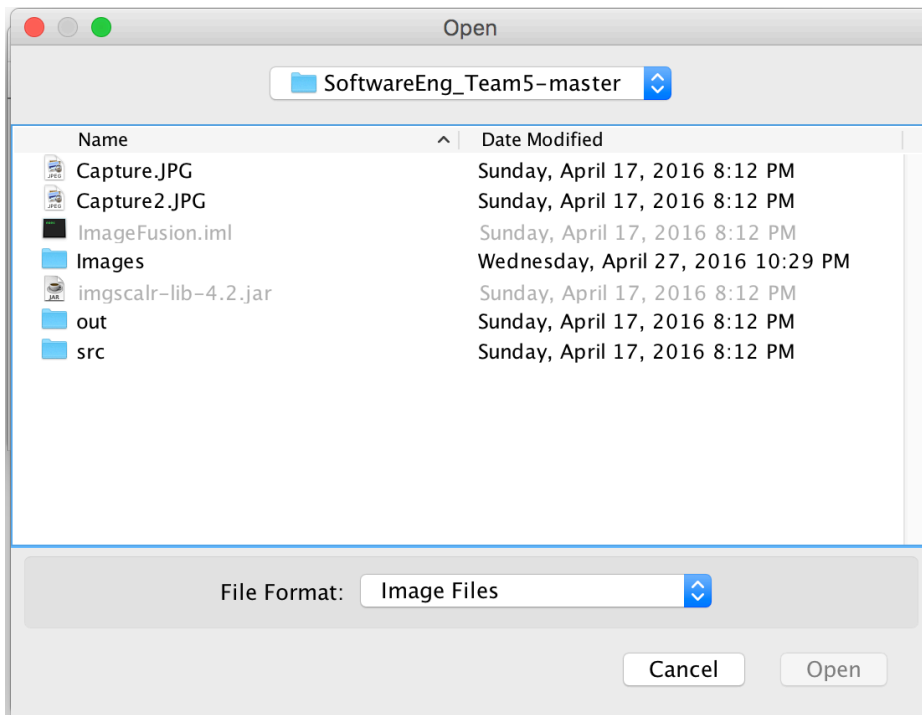 Open
SoftwareEng_Team5-master
Name Date Modified
Capture.JPG Sunday, April 17, 2016 8:12 PM
Capture2.JPG Sunday, April 17, 2016 8:12 PM
ImageFusion.iml Sunday, April 17, 2016 8:12 PM
Images Wednesday, April 27, 2016 10:29 PM
imgscalr-lib-4.2.jar Sunday, April 17, 2016 8:12 PM
out Sunday, April 17, 2016 8:12 PM
src Sunday, April 17, 2016 8:12 PM
File Format: Image Files
Cancel Open